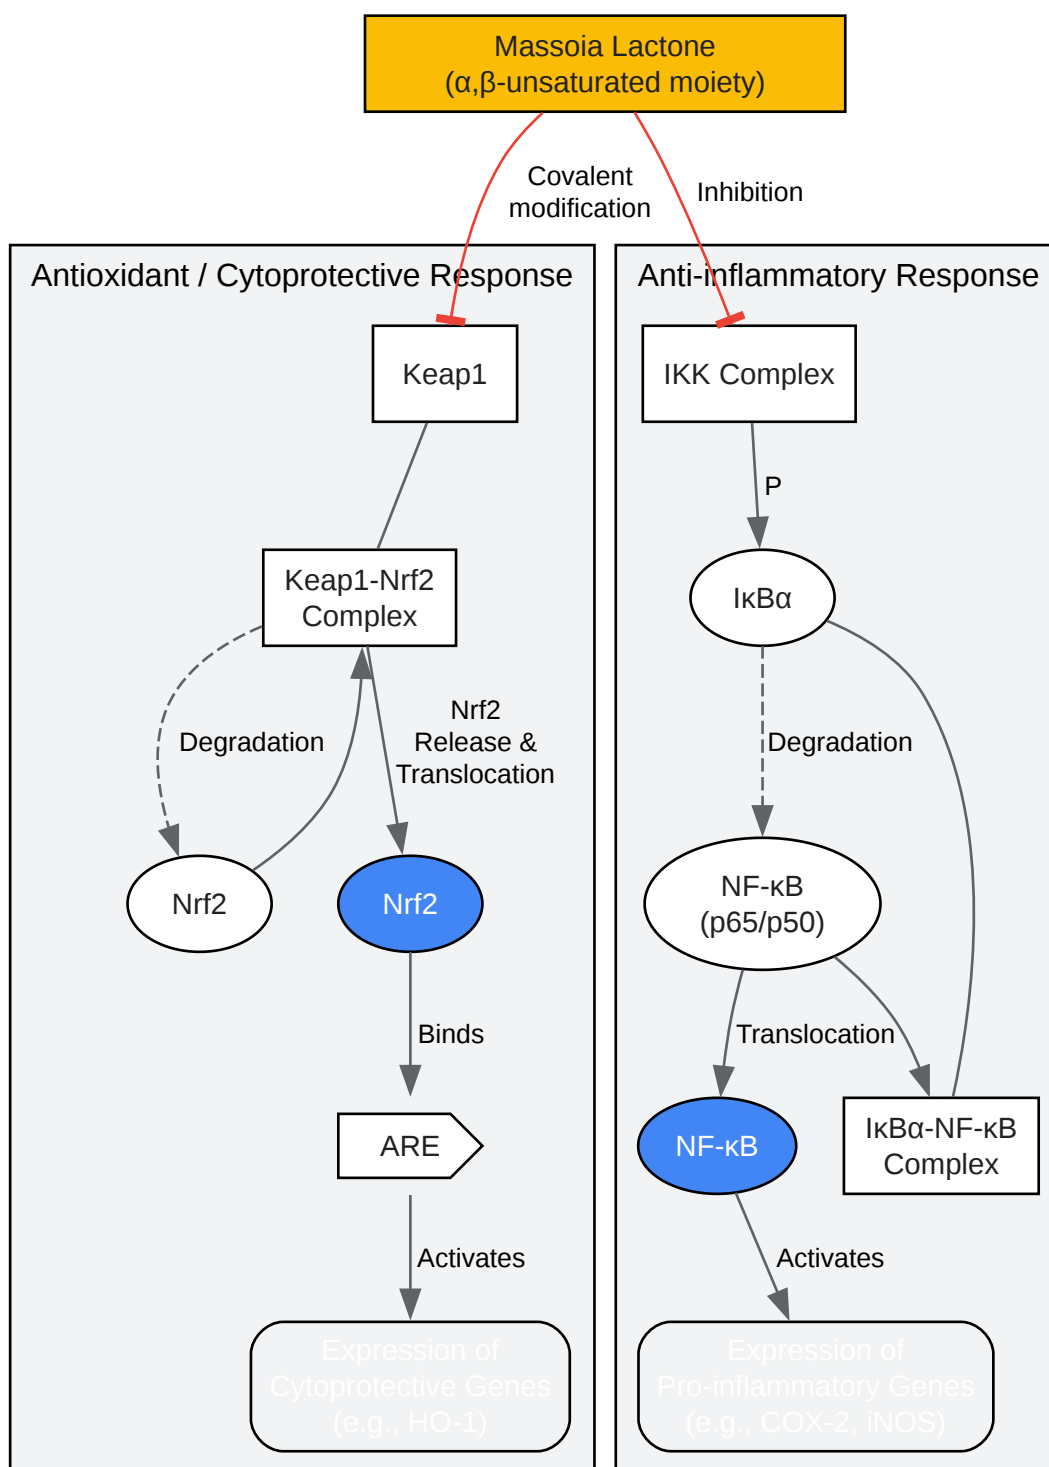 Massoia Lactone
(α,β-unsaturated moiety)
Covalent
modification
Inhibition
Antioxidant / Cytoprotective Response
Keap1
Keap1-Nrf2
Complex
Degradation
Nrf2
Release &
Translocation
Nrf2
Nrf2
Binds
ARE
Activates
Expression of
Cytoprotective Genes
(e.g., HO-1)
Anti-inflammatory Response
IKK Complex
P
IκBα
Degradation
NF-κB
(p65/p50)
Translocation
NF-κB
IκBα-NF-κB
Complex
Activates
Expression of
Pro-inflammatory Genes
(e.g., COX-2, iNOS)